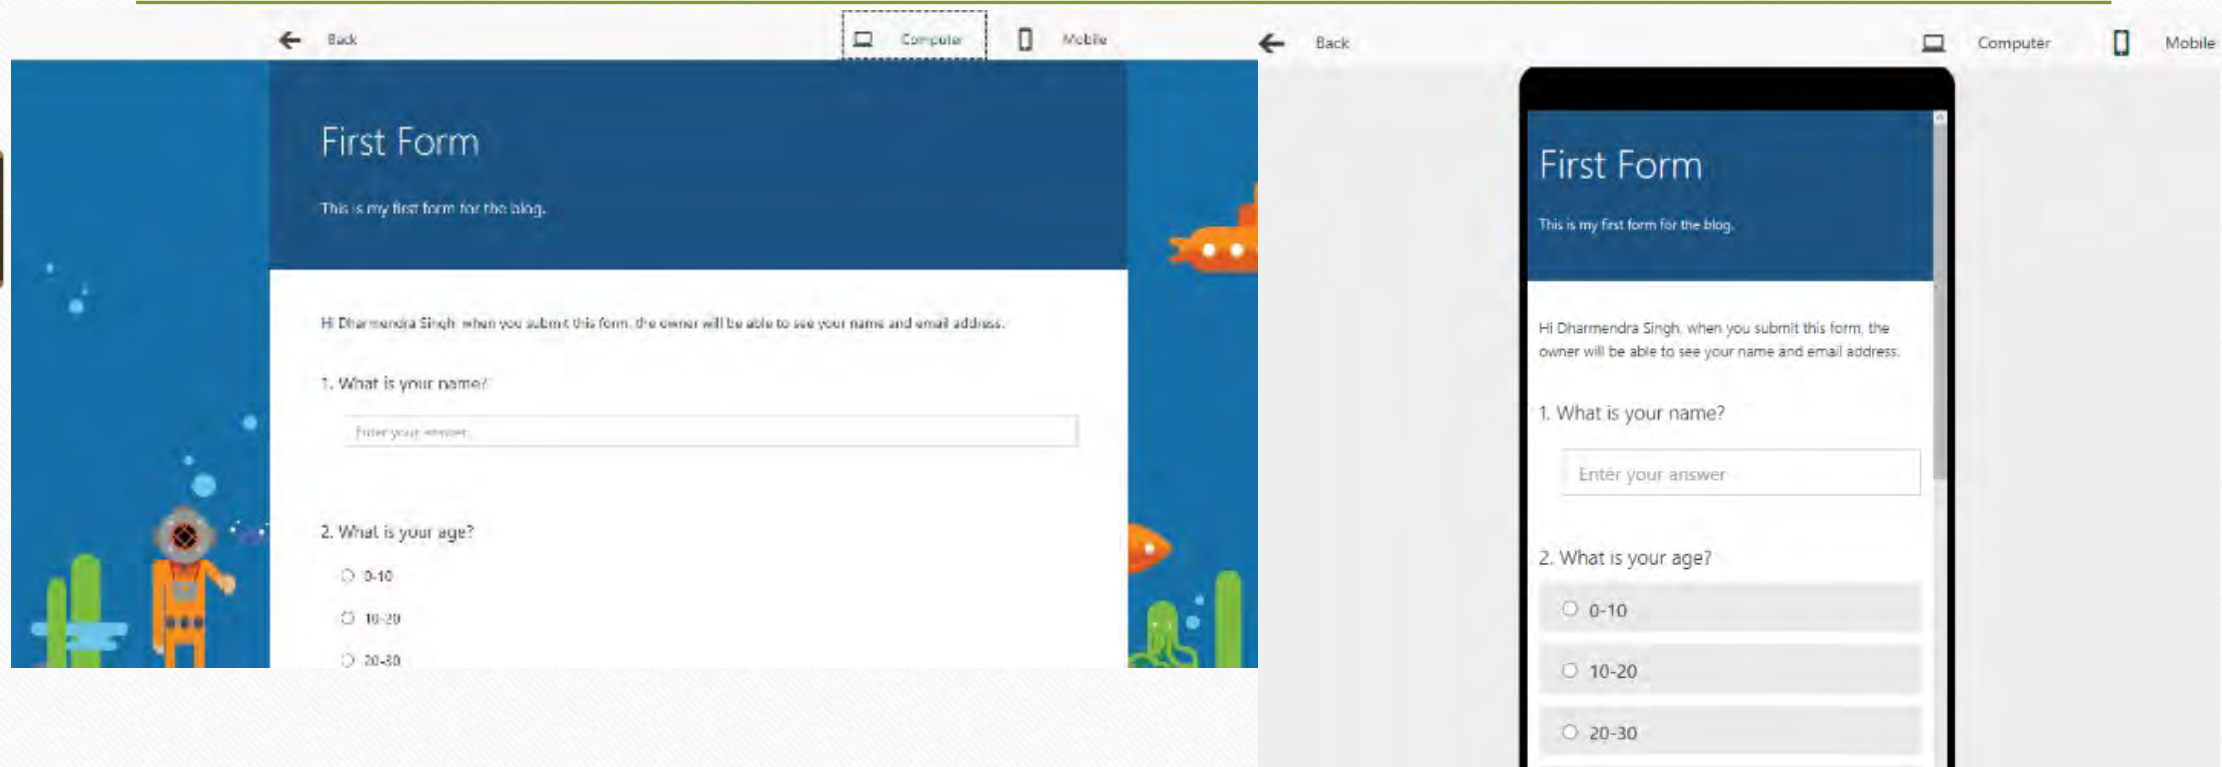 Back
Computer
Mobile
First Form
This is my first form for the blog.
Hi Dharmendra Singh, when you submit this form, the owner will be able to see your name and email address.
1. What is your name?
Enter your answer
2. What is your age?
0-10
10-20
20-30
Back
Computer
Mobile
First Form
This is my first form for the blog.
Hi Dharmendra Singh, when you submit this form, the
owner will be able to see your name and email address.
1. What is your name?
Enter your answer
2. What is your age?
0-10
10-20
20-30